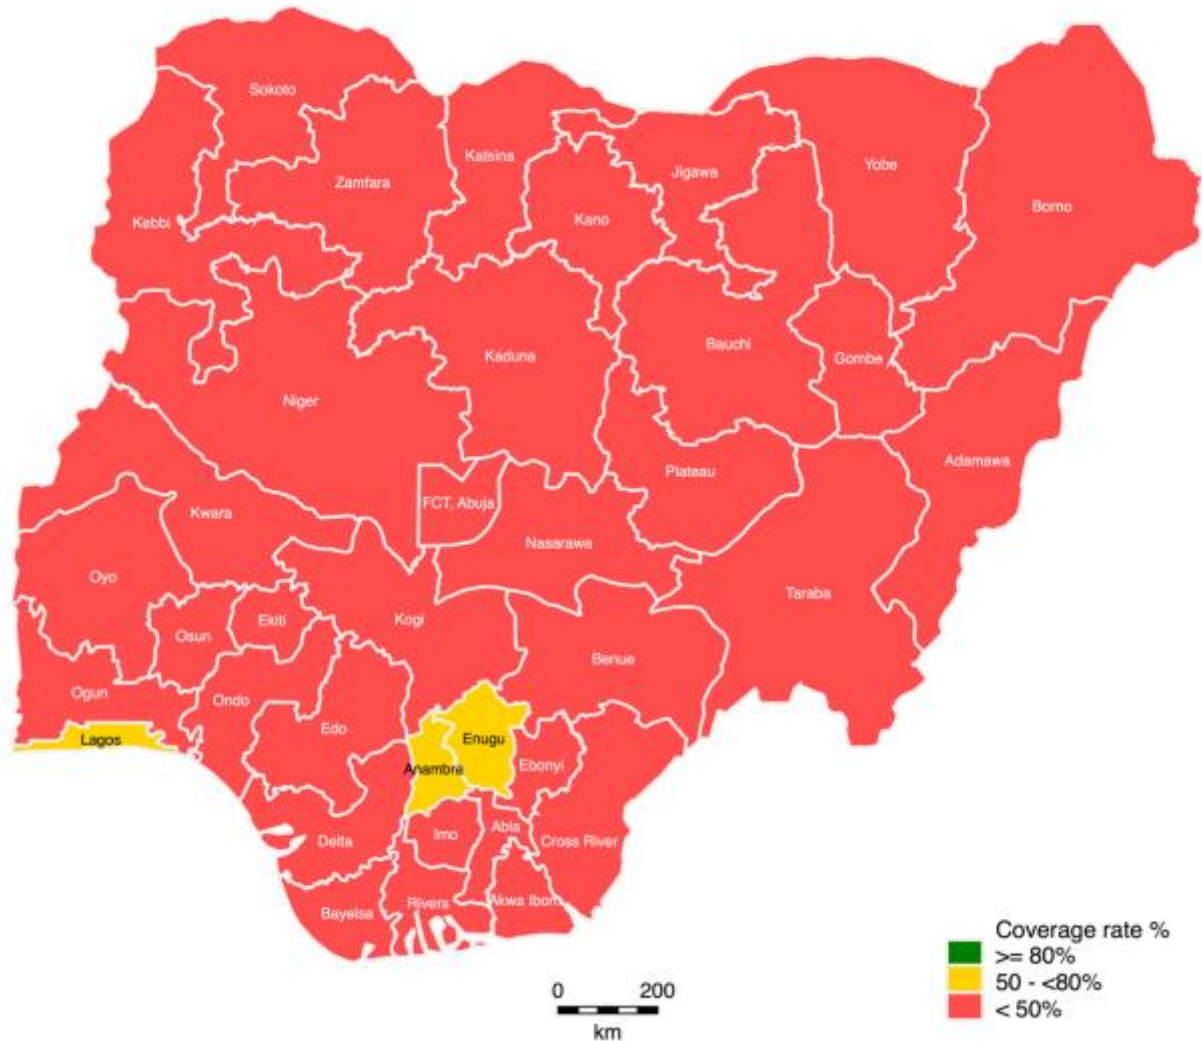 Sokoto
Katsina
Zamfara
Jigawa
Yobe
Kebbi
Kano
Borno
Kaduna
Bauchi
Gombe
Niger
Adamawa
Plateau
FCT, Abuja
Kwara
Nasarawa
Oyo
Taraba
Kogi
Ekiti
Osun
Benue
Ogun
Ondo
Edo
Lagos
Enugu
Anambra
Ebonyi
Imo
Abia
Delta
Cross River
Rivers
Akwa Ibom
Bayelsa
Coverage rate %
>= 80%
50 - <80%
< 50%
0 200
km